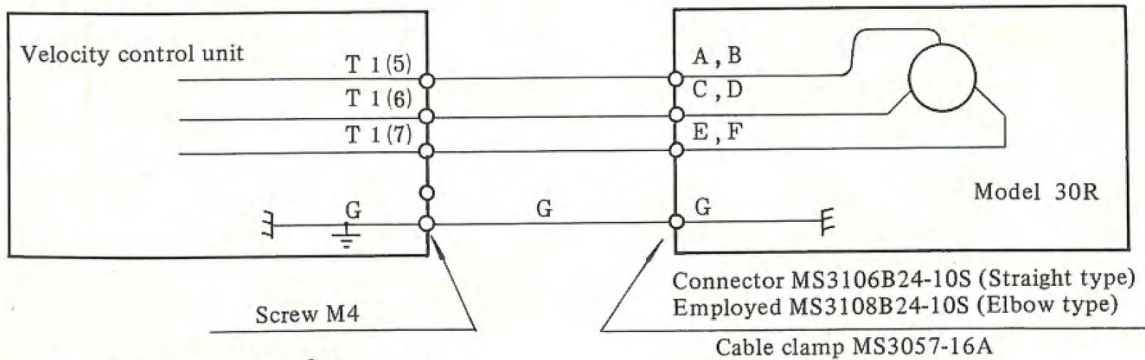 Velocity control unit
T 1(5)
T 1(6)
T 1(7)
G
G
A , B
C , D
E , F
G
Model 30R
Screw M4
Connector MS3106B24-10S (Straight type)
Employed MS3108B24-10S (Elbow type)
Cable clamp MS3057-16A